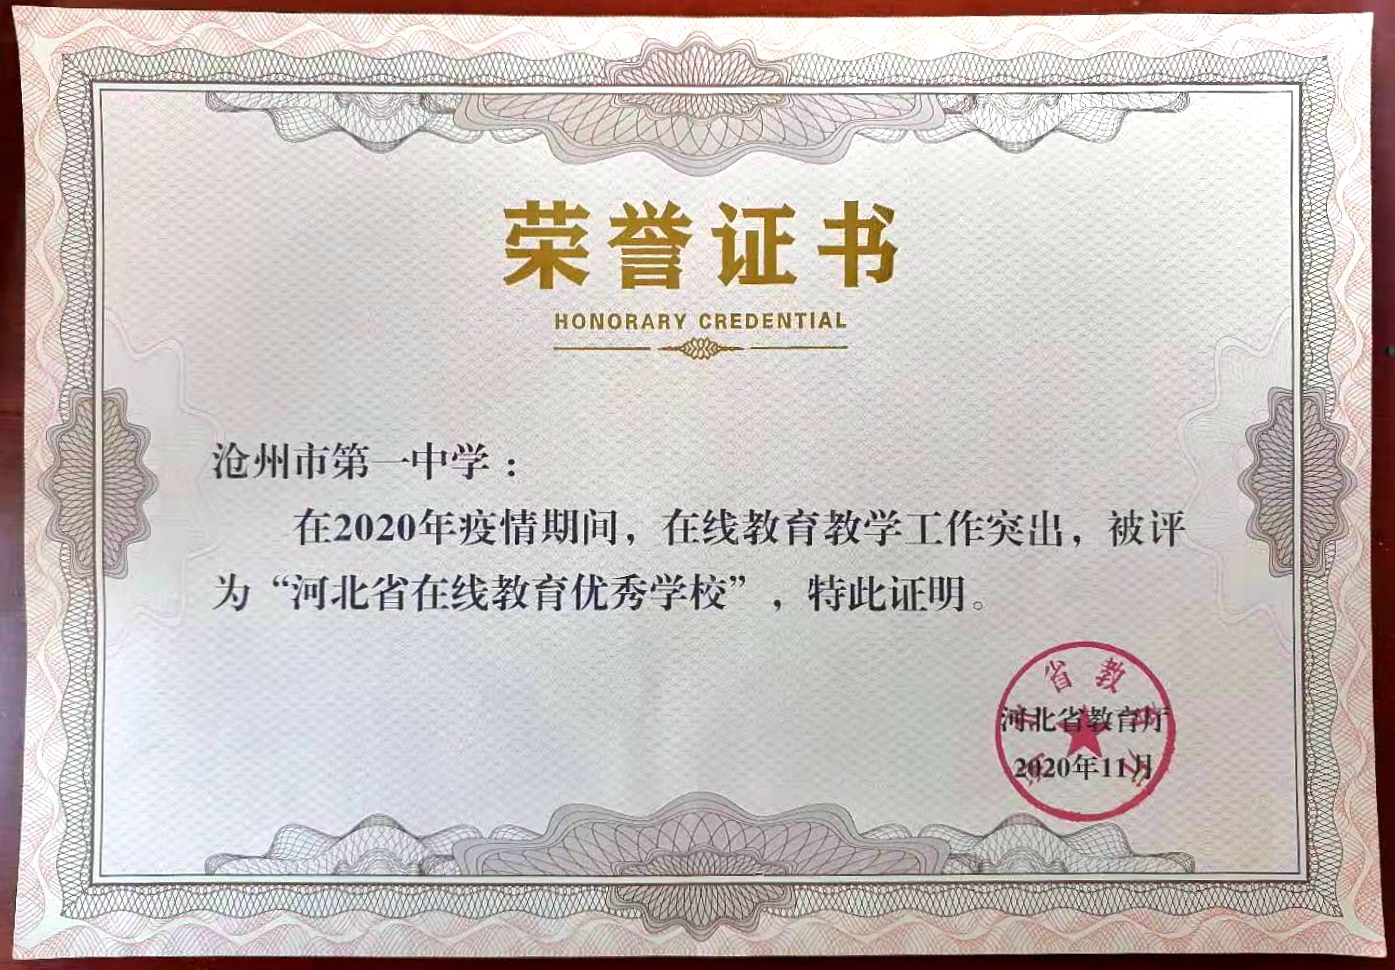 荣誉证书
HONORARY CREDENTIAL
沧州市第一中学：
在2020年疫情期间，在线教育教学工作突出，被评
为“河北省在线教育优秀学校”，特此证明。
省教
河北省教育厅
2020年11月